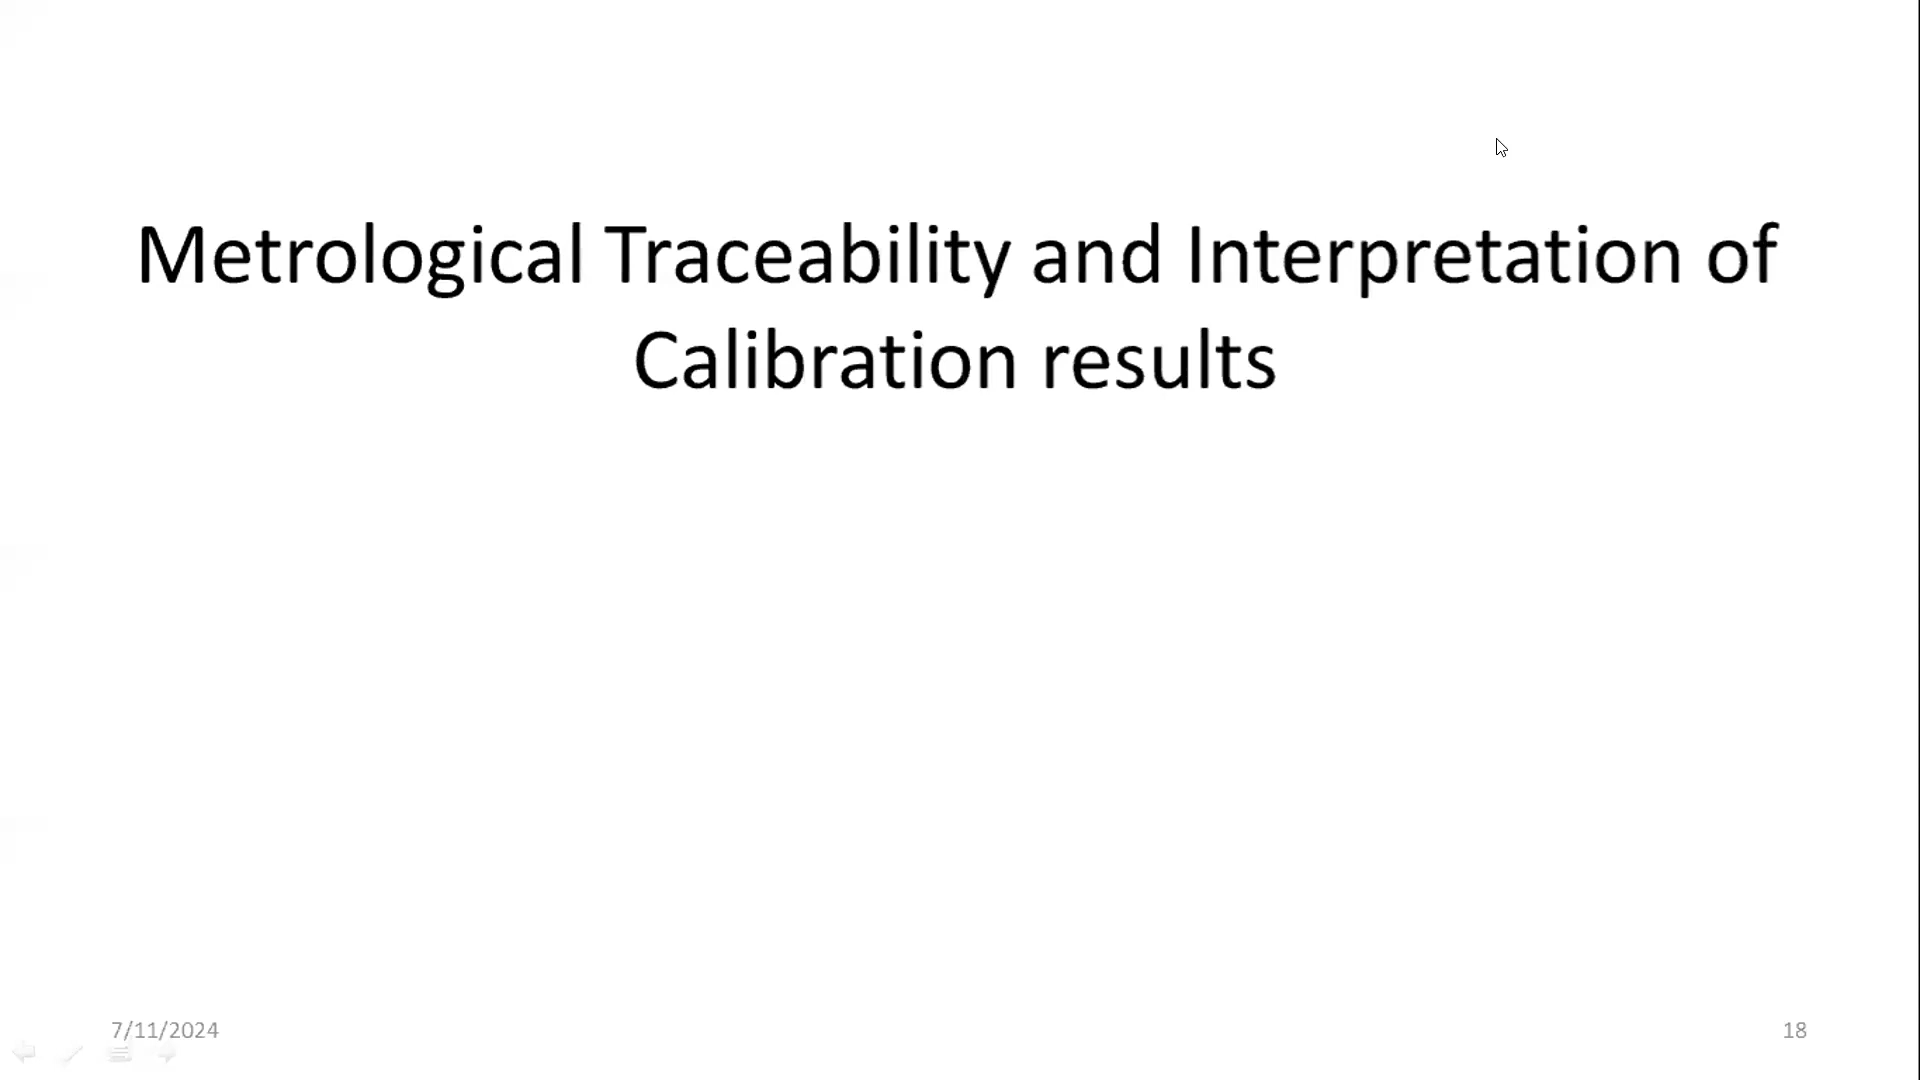 Metrological Traceability and Interpretation of
Calibration results
7/11/2024
18